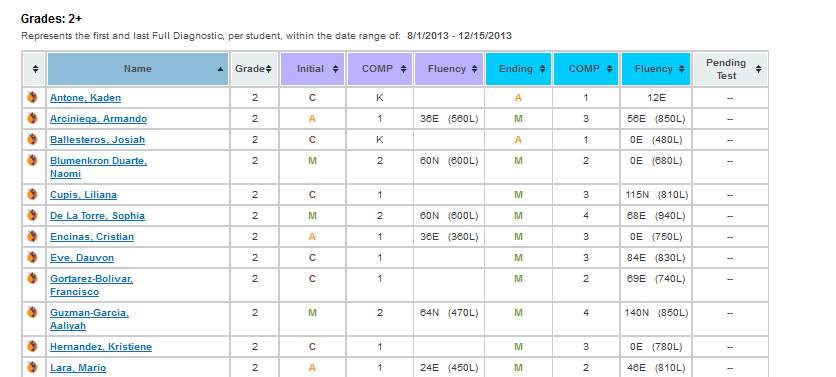 Grades: 2+
Represents the first and last Full Diagnostic, per student, within the date range of: 8/1/2013 - 12/15/2013
Name Grade Initial COMP Fluency Ending COMP Fluency Pending
Test
Antone, Kaden 2 C K A 1 12E --
Arciniega, Armando 2 A 1 36E (560L) M 3 56E (850L) --
Ballesteros, Josiah 2 C K A 1 0E (480L) --
Blumenkron Duarte, 2 M 2 60N (600L) M 2 0E (680L) --
Naomi
Cupis, Liliana 2 C 1 M 3 115N (810L) --
De La Torre, Sophia 2 M 2 60N (600L) M 4 68E (940L) --
Encinas, Cristian 2 A 1 36E (360L) M 3 0E (750L) --
Eve, Dauvon 2 C 1 M 3 84E (830L) --
Gortarez-Bolivar, 2 C 1 M 2 69E (740L) --
Francisco
Guzman-Garcia, 2 M 2 64N (470L) M 4 140N (850L) --
Aaliyah
Hernandez, Kristiene 2 C 1 M 3 0E (780L) --
Lara, Mario 2 A 1 24E (450L) M 2 46E (810L) --